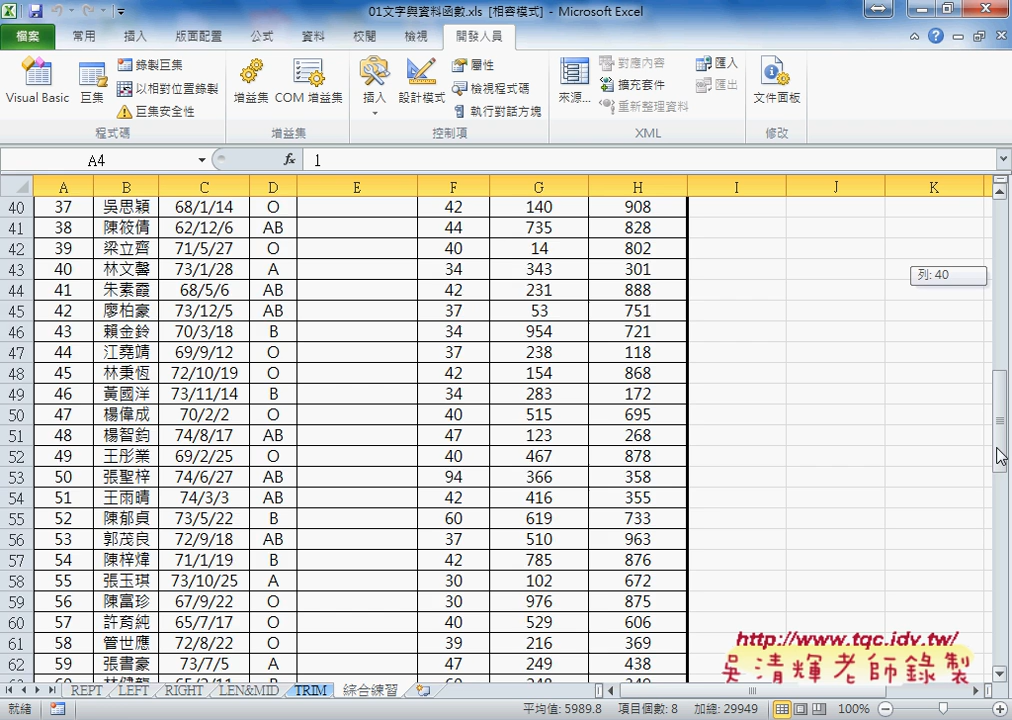 01文字與資料函數.xls [相容模式] - Microsoft Excel
檔案 常用 插入 版面配置 公式 資料 校閱 檢視 開發人員
Visual Basic 巨集 錄製巨集 以相對位置錄製 巨集安全性 程式碼
增益集 COM 增益集 增益集
插入 設計模式 屬性 檢視程式碼 執行對話方塊 控制項
來源... 對應內容 擴充套件 重新整理資料 匯入 匯出 XML
文件面板 修改
A4 fx 1
A B C D E F G H I J K
40 37 吳思穎 68/1/14 O 42 140 908
41 38 陳筱倩 62/12/6 AB 44 735 828
42 39 梁立齊 71/5/27 O 40 14 802
43 40 林文馨 73/1/28 A 34 343 301
列: 40
44 41 朱素霞 68/5/6 AB 42 231 888
45 42 廖柏豪 73/12/5 AB 37 53 751
46 43 賴金鈴 70/3/18 B 34 954 721
47 44 江堯靖 69/9/12 O 37 238 118
48 45 林秉恆 72/10/19 O 42 154 868
49 46 黃國洋 73/11/14 B 34 283 172
50 47 楊偉成 70/2/2 O 40 515 695
51 48 楊智鈞 74/8/17 AB 47 123 268
52 49 王彤業 69/2/25 O 40 467 878
53 50 張聖梓 74/6/27 AB 94 366 358
54 51 王雨晴 74/3/3 AB 42 416 355
55 52 陳郁貞 73/5/22 B 60 619 733
56 53 郭茂良 72/9/18 AB 37 510 963
57 54 陳梓煒 71/1/19 B 42 785 876
58 55 張玉琪 73/10/25 A 30 102 672
59 56 陳富珍 67/9/22 O 30 976 875
60 57 許育純 65/7/17 O 40 529 606
61 58 管世應 72/8/22 O 39 216 369
62 59 張書豪 73/7/5 A 47 249 438
http://www.tqc.idv.tw/
吳清輝老師錄製
REPT LEFT RIGHT LEN&MID TRIM 綜合練習
就緒 平均值: 5989.8 項目個數: 8 加總: 29949 100%